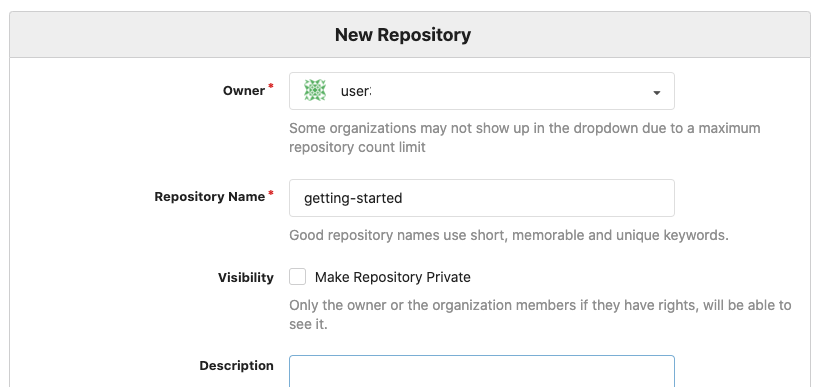 New Repository
Owner *
user
Some organizations may not show up in the dropdown due to a maximum
repository count limit
Repository Name *
getting-started
Good repository names use short, memorable and unique keywords.
Visibility
Make Repository Private
Only the owner or the organization members if they have rights, will be able to
see it.
Description